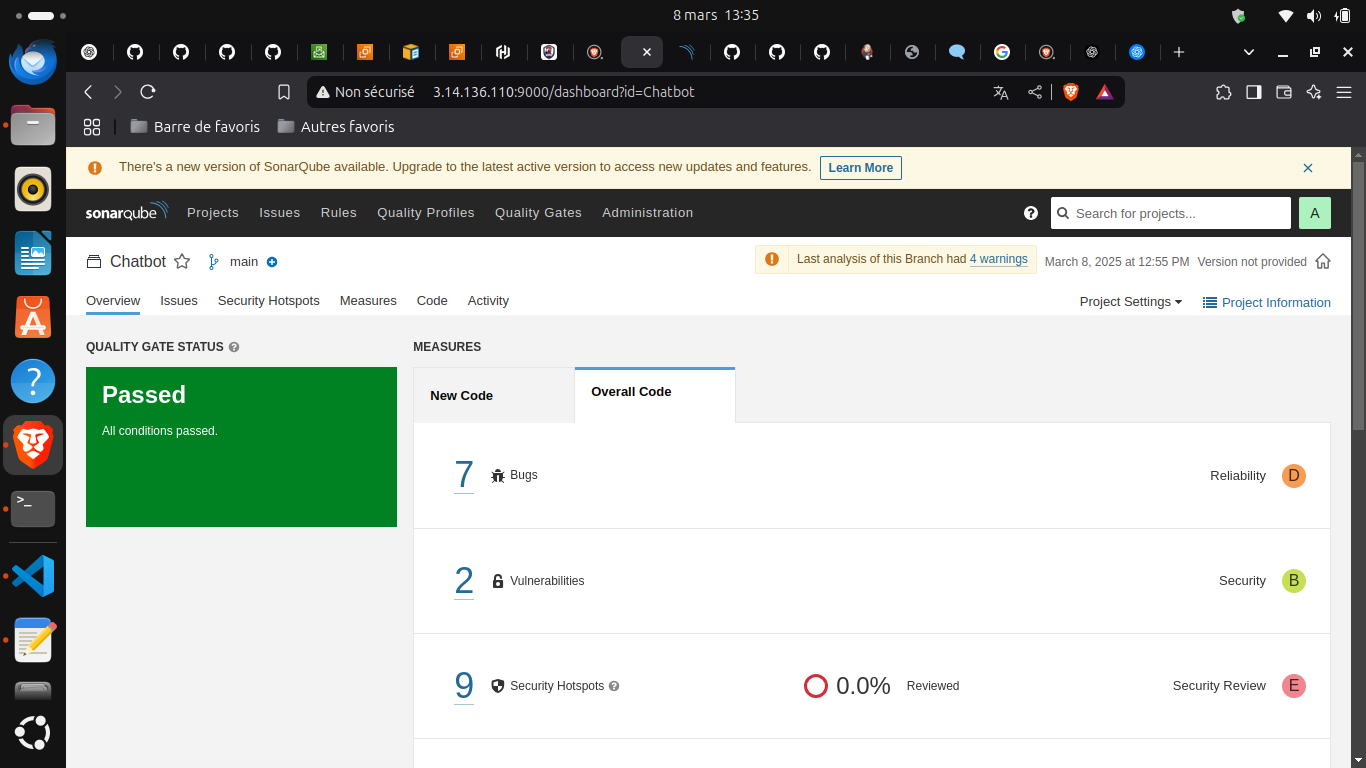 8 mars 13:35
Non sécurisé 3.14.136.110:9000/dashboard?id=Chatbot
Barre de favoris Autres favoris
There's a new version of SonarQube available. Upgrade to the latest active version to access new updates and features. Learn More
sonarqube Projects Issues Rules Quality Profiles Quality Gates Administration Search for projects... A
Chatbot main Last analysis of this Branch had 4 warnings March 8, 2025 at 12:55 PM Version not provided
Overview Issues Security Hotspots Measures Code Activity Project Settings Project Information
QUALITY GATE STATUS MEASURES
Passed
All conditions passed.
New Code Overall Code
7 Bugs Reliability D
2 Vulnerabilities Security B
9 Security Hotspots 0.0% Reviewed Security Review E